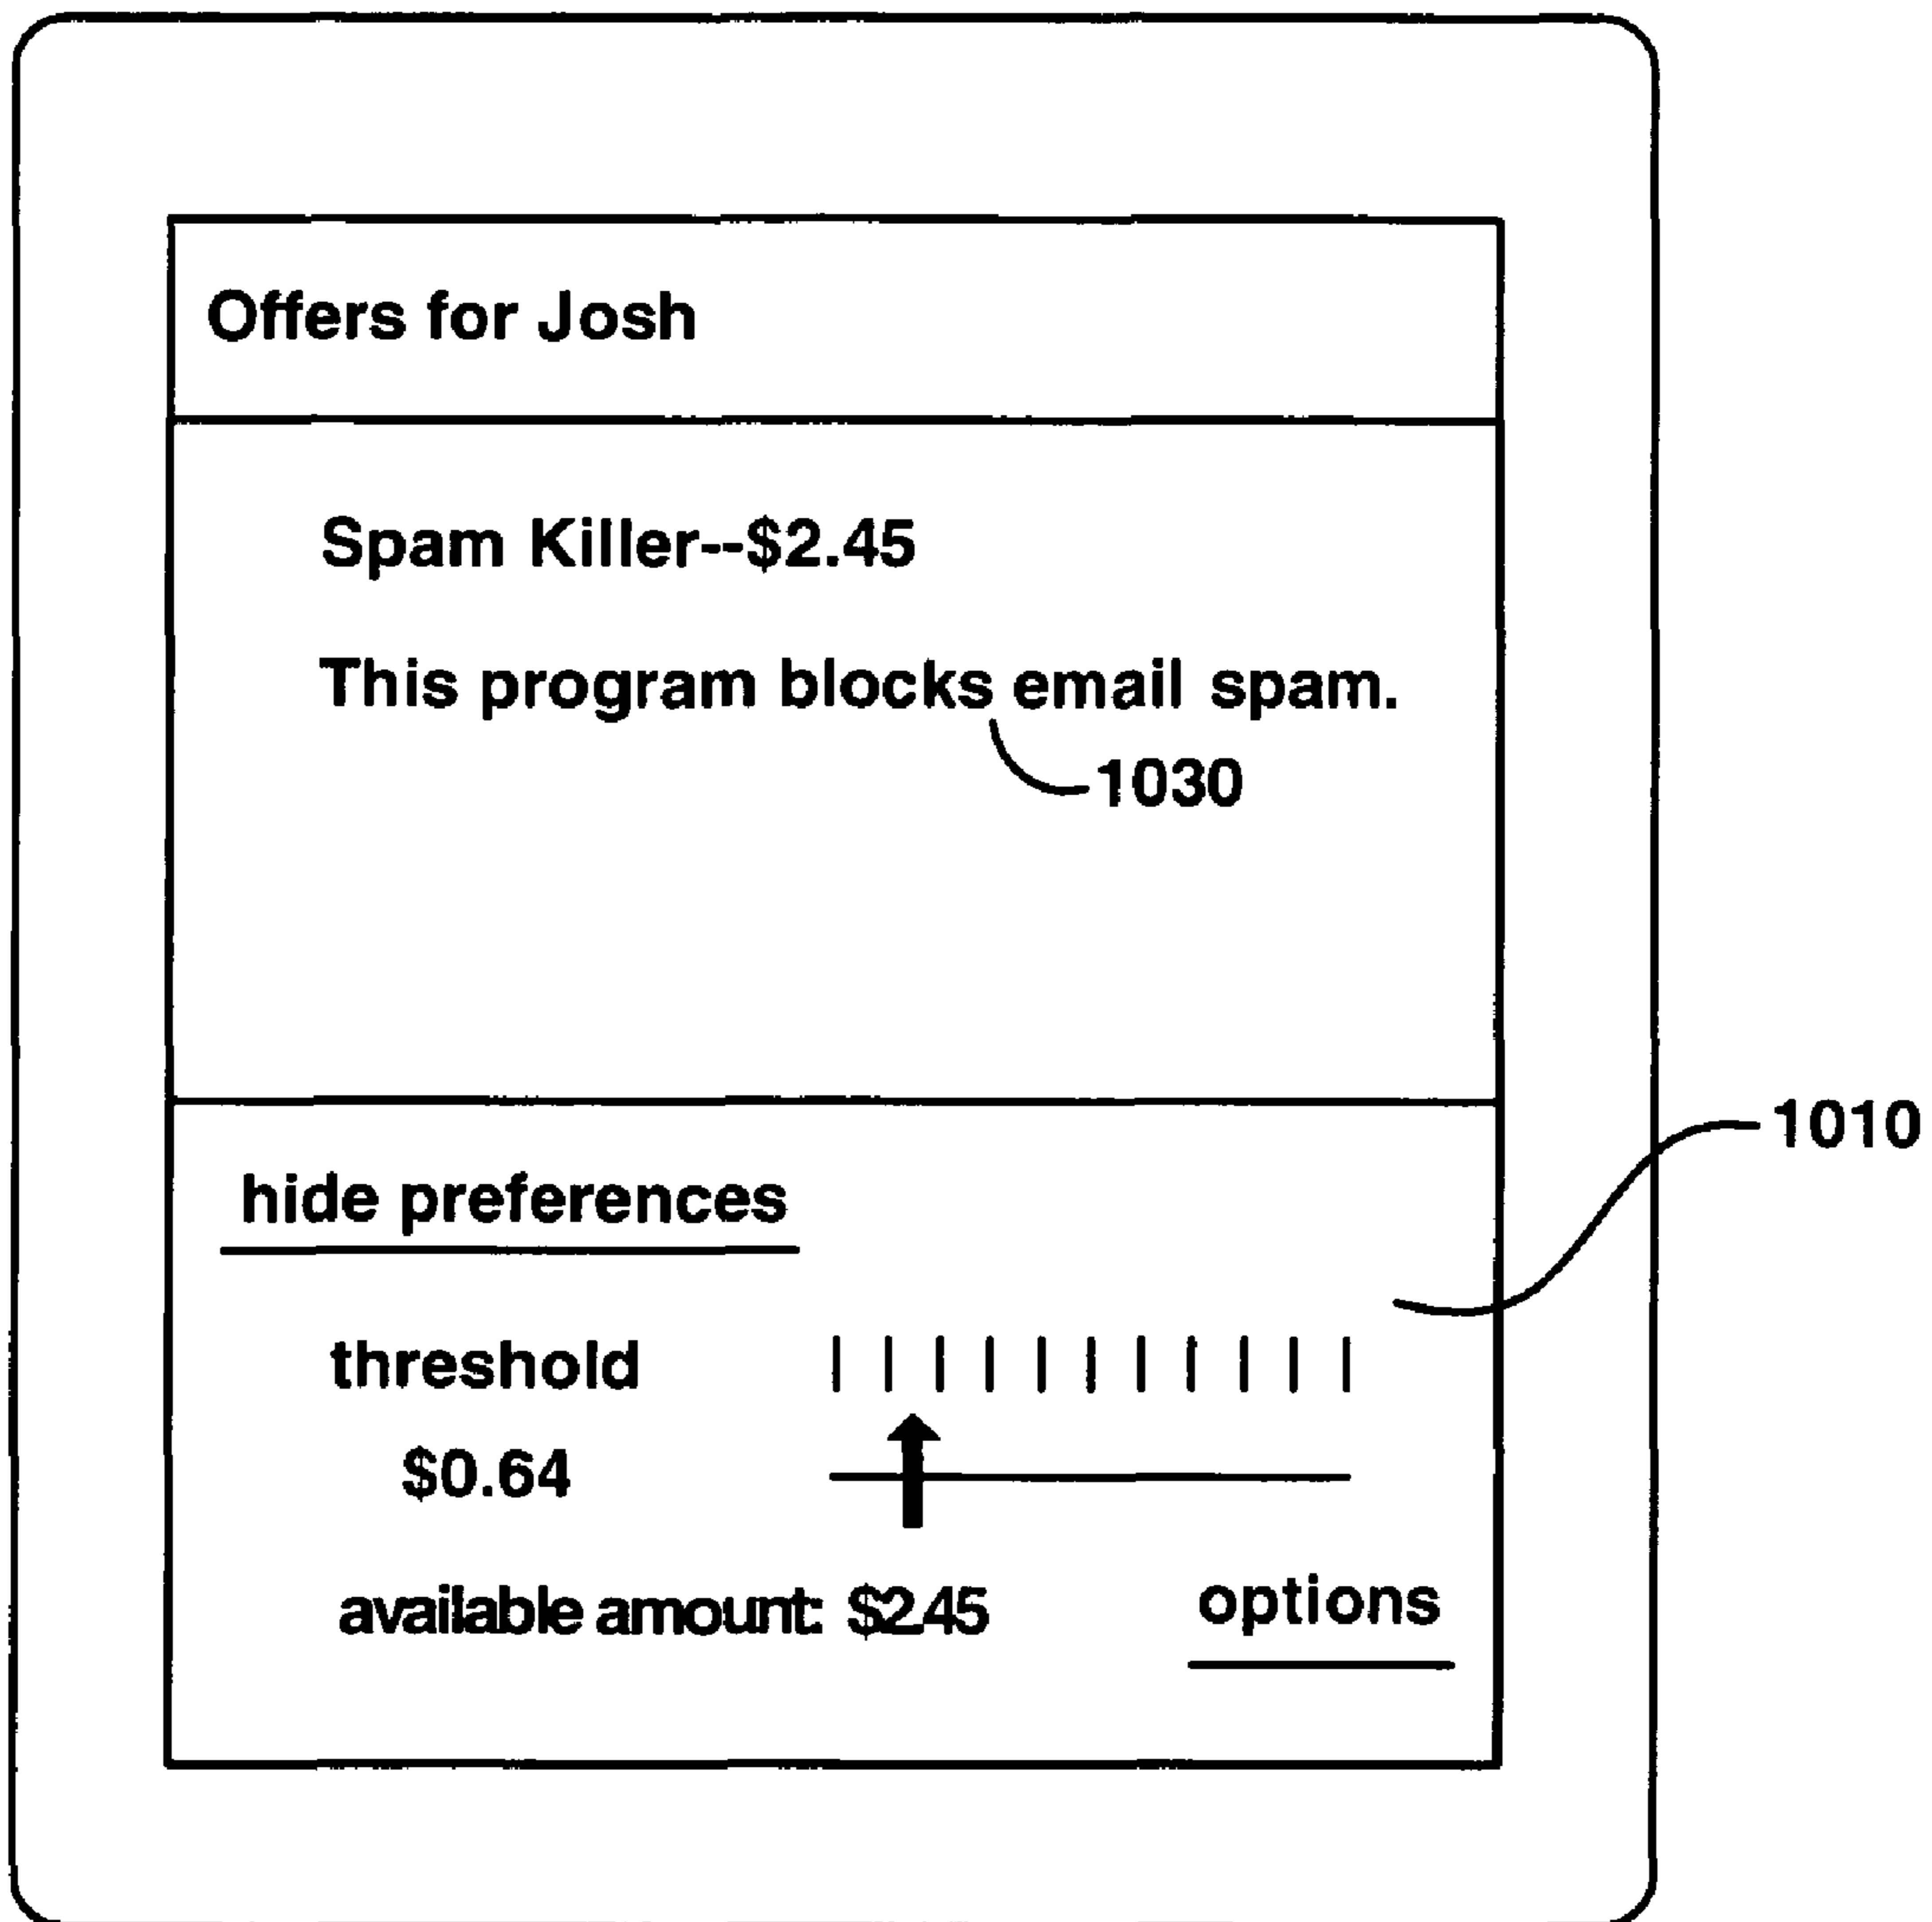 Offers for Josh
Spam Killer--$2.45
This program blocks email spam.
1030
1010
hide preferences
threshold
$0.64
available amount: $2.45
options